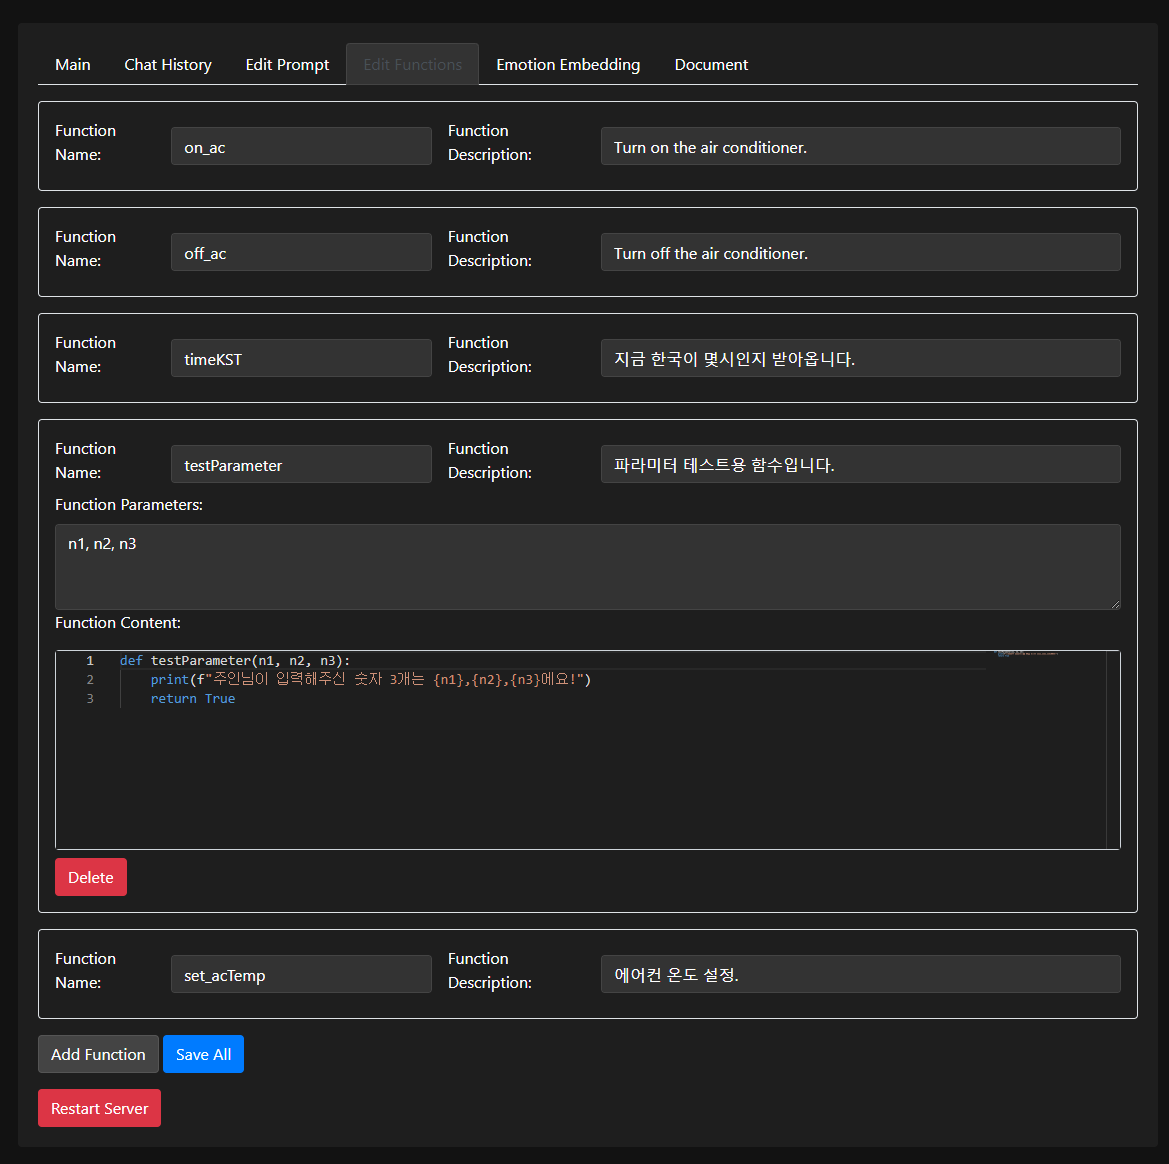 Main Chat History Edit Prompt Edit Functions Emotion Embedding Document
Function Name: on_ac Function Description: Turn on the air conditioner.
Function Name: off_ac Function Description: Turn off the air conditioner.
Function Name: timeKST Function Description: 지금 한국이 몇시인지 받아옵니다.
Function Name: testParameter Function Description: 파라미터 테스트용 함수입니다.
Function Parameters:
n1, n2, n3
Function Content:
1 def testParameter(n1, n2, n3):
2 print(f"주인님이 입력해주신 숫자 3개는 {n1},{n2},{n3}에요!")
3 return True
Delete
Function Name: set_acTemp Function Description: 에어컨 온도 설정.
Add Function Save All
Restart Server